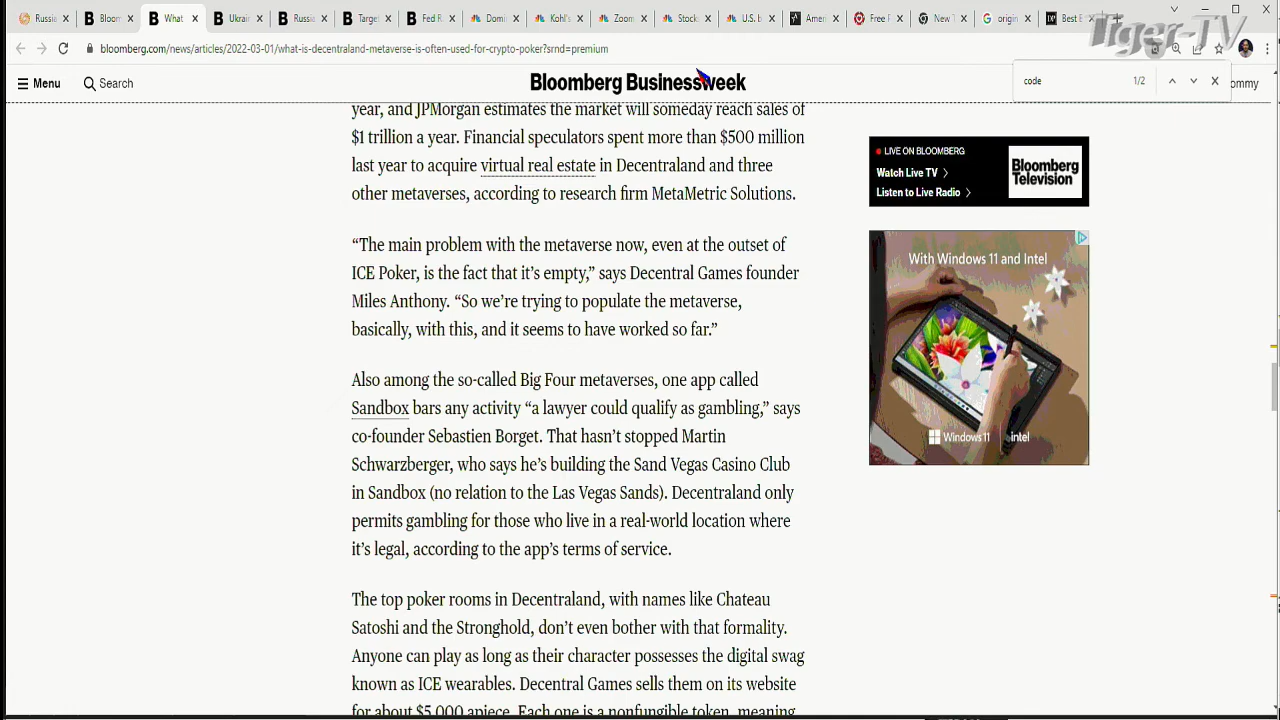 Russia
Bloom
What
Ukrain
Russia
Target
Fed R
Domin
Kohl's
Zoom
Stock
U.S. b
Ameri
Free F
New T
origin
Best E
Tiger-TV
bloomberg.com/news/articles/2022-03-01/what-is-decentraland-metaverse-is-often-used-for-crypto-poker?srnd=premium
Menu
Search
Bloomberg Businessweek
code
1/2
ommy
year, and JPMorgan estimates the market will someday reach sales of
$1 trillion a year. Financial speculators spent more than $500 million
last year to acquire virtual real estate in Decentraland and three
other metaverses, according to research firm MetaMetric Solutions.
“The main problem with the metaverse now, even at the outset of
ICE Poker, is the fact that it’s empty,” says Decentral Games founder
Miles Anthony. “So we’re trying to populate the metaverse,
basically, with this, and it seems to have worked so far.”
Also among the so-called Big Four metaverses, one app called
Sandbox bars any activity “a lawyer could qualify as gambling,” says
co-founder Sebastien Borget. That hasn’t stopped Martin
Schwarzberger, who says he’s building the Sand Vegas Casino Club
in Sandbox (no relation to the Las Vegas Sands). Decentraland only
permits gambling for those who live in a real-world location where
it’s legal, according to the app’s terms of service.
The top poker rooms in Decentraland, with names like Chateau
Satoshi and the Stronghold, don’t even bother with that formality.
Anyone can play as long as their character possesses the digital swag
known as ICE wearables. Decentral Games sells them on its website
for about $5,000 apiece. Each one is a nonfungible token, meaning
LIVE ON BLOOMBERG
Watch Live TV
Listen to Live Radio
Bloomberg
Television
With Windows 11 and Intel
Windows 11
intel